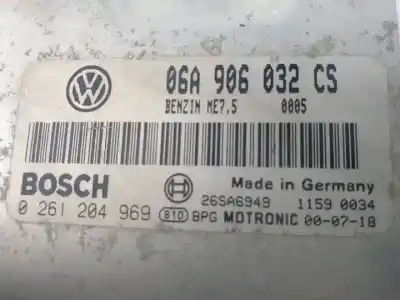 06A 906 032 CS
BENZIN ME7.5 0005
BOSCH
Made in Germany
26SA6949 1159 0034
0 261 204 969 810 BPG MOTRONIC 00-07-18